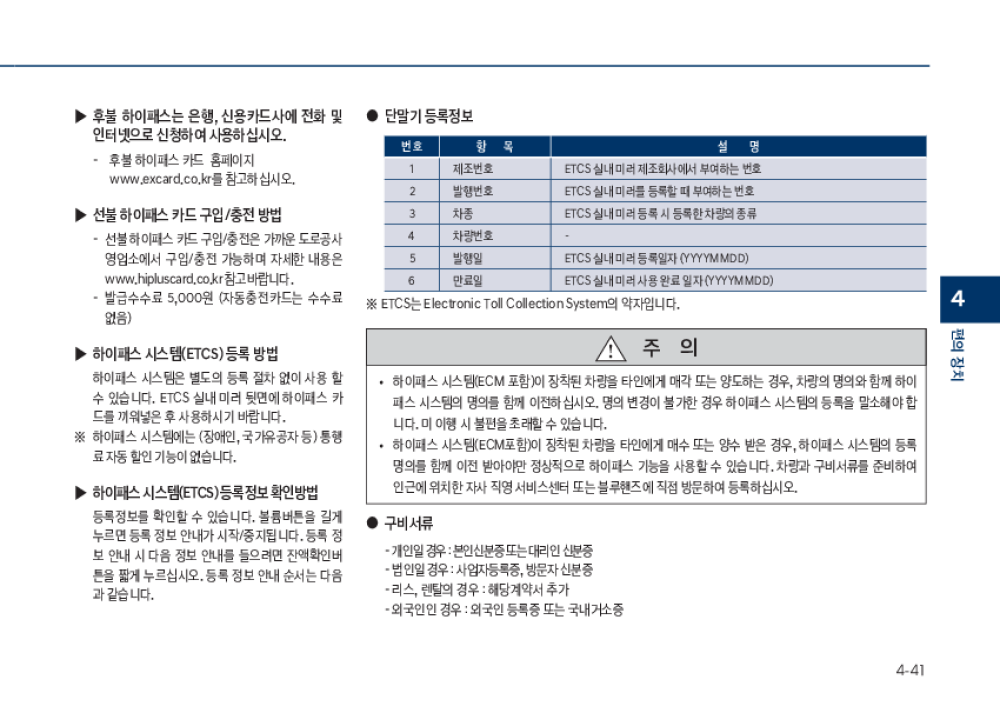 ▶ 후불 하이패스는 은행, 신용카드사에 전화 및
인터넷으로 신청하여 사용하십시오.
- 후불 하이패스 카드 홈페이지
www.excard.co.kr를 참고하십시오.
▶ 선불 하이패스 카드 구입/충전 방법
- 선불 하이패스 카드 구입/충전은 가까운 도로공사
영업소에서 구입/충전 가능하며 자세한 내용은
www.hipluscard.co.kr참고바랍니다.
- 발급수수료 5,000원 (자동충전카드는 수수료
없음)
▶ 하이패스 시스템(ETCS) 등록 방법
하이패스 시스템은 별도의 등록 절차 없이 사용 할
수 있습니다. ETCS 실내 미러 뒷면에 하이패스 카
드를 끼워넣은 후 사용하시기 바랍니다.
※ 하이패스 시스템에는 (장애인, 국가유공자 등) 통행
료 자동 할인 기능이 없습니다.
▶ 하이패스 시스템(ETCS) 등록 정보 확인방법
등록정보를 확인할 수 있습니다. 볼륨버튼을 길게
누르면 등록 정보 안내가 시작/중지됩니다. 등록 정
보 안내 시 다음 정보 안내를 들으려면 잔액확인버
튼을 짧게 누르십시오. 등록 정보 안내 순서는 다음
과 같습니다.
● 단말기 등록정보
번호 항 목 설 명
1 제조번호 ETCS 실내 미러 제조회사에서 부여하는 번호
2 발행번호 ETCS 실내 미러를 등록할 때 부여하는 번호
3 차종 ETCS 실내 미러 등록 시 등록한 차량의 종류
4 차량번호 -
5 발행일 ETCS 실내 미러 등록일자 (YYYYMMDD)
6 만료일 ETCS 실내 미러 사용 완료 일자 (YYYYMMDD)
※ ETCS는 Electronic Toll Collection System의 약자입니다.
주 의
• 하이패스 시스템(ECM 포함)이 장착된 차량을 타인에게 매각 또는 양도하는 경우, 차량의 명의와 함께 하이
패스 시스템의 명의를 함께 이전하십시오. 명의 변경이 불가한 경우 하이패스 시스템의 등록을 말소해야 합
니다. 미 이행 시 불편을 초래할 수 있습니다.
• 하이패스 시스템(ECM포함)이 장착된 차량을 타인에게 매수 또는 양수 받은 경우, 하이패스 시스템의 등록
명의를 함께 이전 받아야만 정상적으로 하이패스 기능을 사용할 수 있습니다. 차량과 구비서류를 준비하여
인근에 위치한 자사 직영 서비스센터 또는 블루핸즈에 직접 방문하여 등록하십시오.
● 구비서류
- 개인일 경우 : 본인신분증 또는 대리인 신분증
- 법인일 경우 : 사업자등록증, 방문자 신분증
- 리스, 렌탈의 경우 : 해당계약서 추가
- 외국인인 경우 : 외국인 등록증 또는 국내거소증
4
편의 장치
4-41